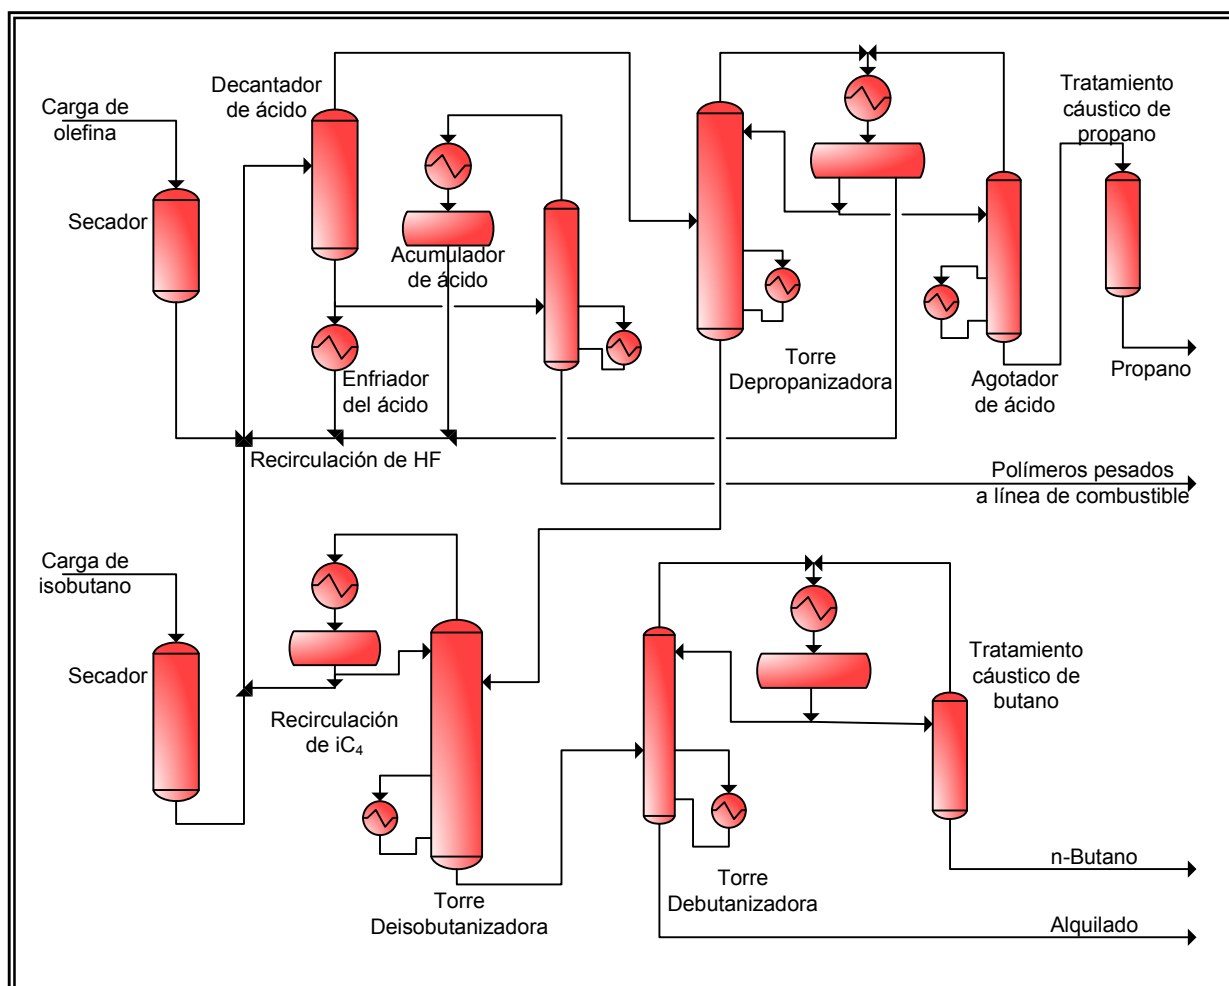 Decantador
de ácido
Carga de
olefina
Tratamiento
cáustico de
propano
Secador
Acumulador
de ácido
Enfriador
del ácido
Torre
Depropanizadora
Agotador
de ácido
Propano
Recirculación de HF
Polímeros pesados
a línea de combustible
Carga de
isobutano
Secador
Recirculación
de iC₄
Tratamiento
cáustico de
butano
Torre
Deisobutanizadora
Torre
Debutanizadora
n-Butano
Alquilado